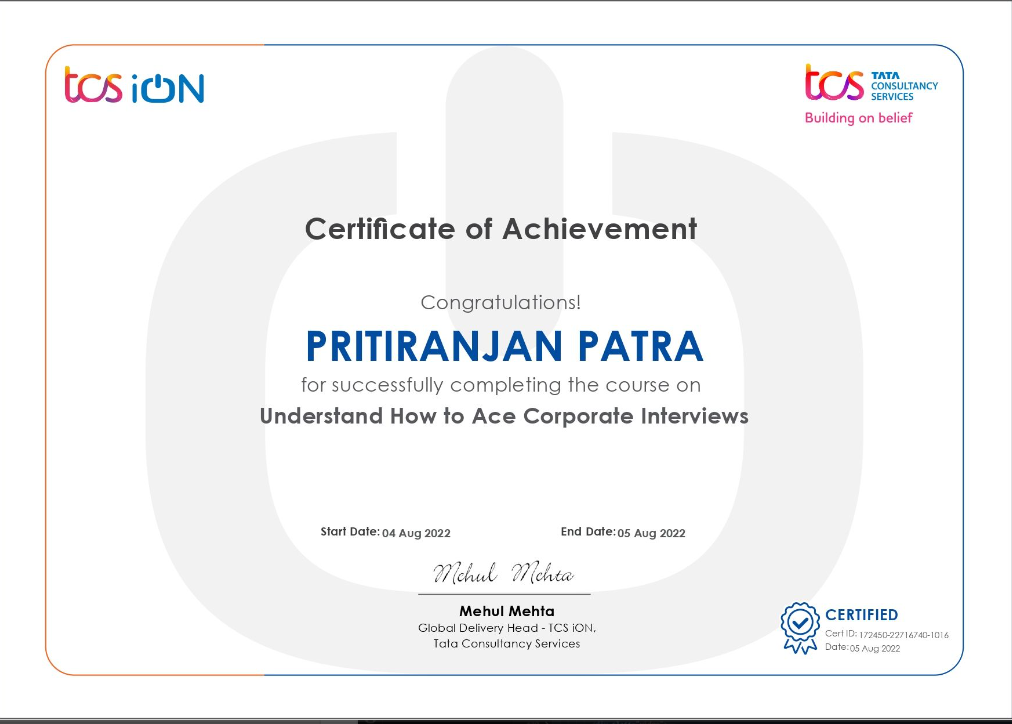 tcs iON
tcs TATA
CONSULTANCY
SERVICES
Building on belief
Certificate of Achievement
Congratulations!
PRITIRANJAN PATRA
for successfully completing the course on
Understand How to Ace Corporate Interviews
Start Date: 04 Aug 2022 End Date: 05 Aug 2022
Mehul Mehta
Mehul Mehta
Global Delivery Head - TCS iON,
Tata Consultancy Services
CERTIFIED
Cert ID: 172450-22716740-1016
Date: 05 Aug 2022